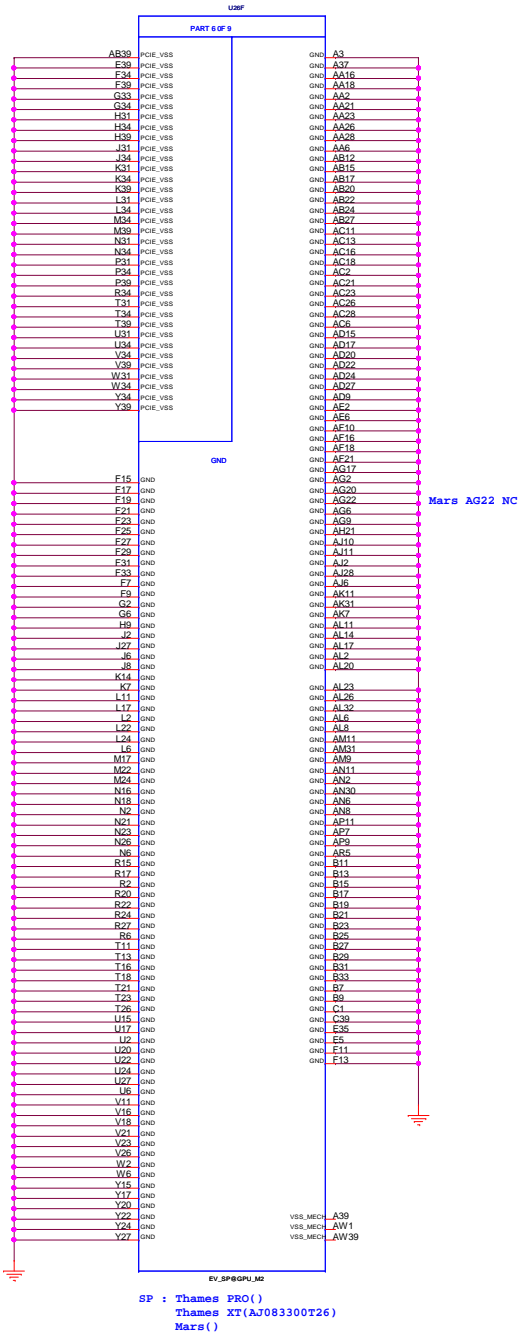 U26F
PART 6 0F 9
AB39 PCIE_VSS
E39 PCIE_VSS
F34 PCIE_VSS
F39 PCIE_VSS
G33 PCIE_VSS
G34 PCIE_VSS
H31 PCIE_VSS
H34 PCIE_VSS
H39 PCIE_VSS
J31 PCIE_VSS
J34 PCIE_VSS
K31 PCIE_VSS
K34 PCIE_VSS
K39 PCIE_VSS
L31 PCIE_VSS
L34 PCIE_VSS
M34 PCIE_VSS
M39 PCIE_VSS
N31 PCIE_VSS
N34 PCIE_VSS
P31 PCIE_VSS
P34 PCIE_VSS
P39 PCIE_VSS
R34 PCIE_VSS
T31 PCIE_VSS
T34 PCIE_VSS
T39 PCIE_VSS
U31 PCIE_VSS
U34 PCIE_VSS
V34 PCIE_VSS
V39 PCIE_VSS
W31 PCIE_VSS
W34 PCIE_VSS
Y34 PCIE_VSS
Y39 PCIE_VSS
GND
F15 GND
F17 GND
F19 GND
F21 GND
F23 GND
F25 GND
F27 GND
F29 GND
F31 GND
F33 GND
F7 GND
F9 GND
G2 GND
G6 GND
H9 GND
J2 GND
J27 GND
J6 GND
J8 GND
K14 GND
K7 GND
L11 GND
L17 GND
L2 GND
L22 GND
L24 GND
L6 GND
M17 GND
M22 GND
M24 GND
N16 GND
N18 GND
N2 GND
N21 GND
N23 GND
N26 GND
N6 GND
R15 GND
R17 GND
R2 GND
R20 GND
R22 GND
R24 GND
R27 GND
R6 GND
T11 GND
T13 GND
T16 GND
T18 GND
T21 GND
T23 GND
T26 GND
U15 GND
U17 GND
U2 GND
U20 GND
U22 GND
U24 GND
U27 GND
U6 GND
V11 GND
V16 GND
V18 GND
V21 GND
V23 GND
V26 GND
W2 GND
W6 GND
Y15 GND
Y17 GND
Y20 GND
Y22 GND
Y24 GND
Y27 GND
GND A3
GND A37
GND AA16
GND AA18
GND AA2
GND AA21
GND AA23
GND AA26
GND AA28
GND AA6
GND AB12
GND AB15
GND AB17
GND AB20
GND AB22
GND AB24
GND AB27
GND AC11
GND AC13
GND AC16
GND AC18
GND AC2
GND AC21
GND AC23
GND AC26
GND AC28
GND AC6
GND AD15
GND AD17
GND AD20
GND AD22
GND AD24
GND AD27
GND AD9
GND AE2
GND AE6
GND AF10
GND AF16
GND AF18
GND AF21
GND AG17
GND AG2
GND AG20
GND AG22 Mars AG22 NC
GND AG6
GND AG9
GND AH21
GND AJ10
GND AJ11
GND AJ2
GND AJ28
GND AJ6
GND AK11
GND AK31
GND AK7
GND AL11
GND AL14
GND AL17
GND AL2
GND AL20
GND AL23
GND AL26
GND AL32
GND AL6
GND AL8
GND AM11
GND AM31
GND AM9
GND AN11
GND AN2
GND AN30
GND AN6
GND AN8
GND AP11
GND AP7
GND AP9
GND AR5
GND B11
GND B13
GND B15
GND B17
GND B19
GND B21
GND B23
GND B25
GND B27
GND B29
GND B31
GND B33
GND B7
GND B9
GND C1
GND C39
GND E35
GND E5
GND F11
GND F13
VSS_MECH A39
VSS_MECH AW1
VSS_MECH AW39
EV_SP@GPU_M2
SP : Thames PRO()
Thames XT(AJ083300T26)
Mars()